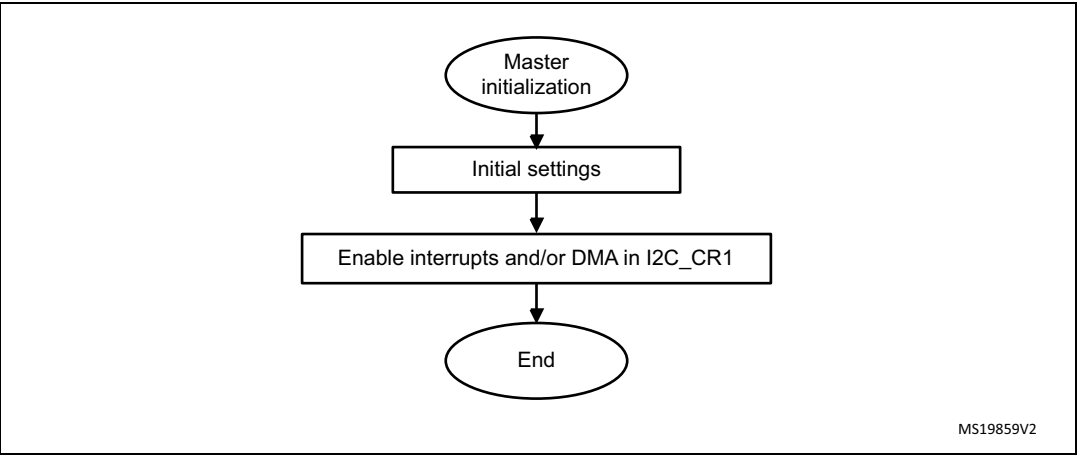 Master
initialization
Initial settings
Enable interrupts and/or DMA in I2C_CR1
End
MS19859V2